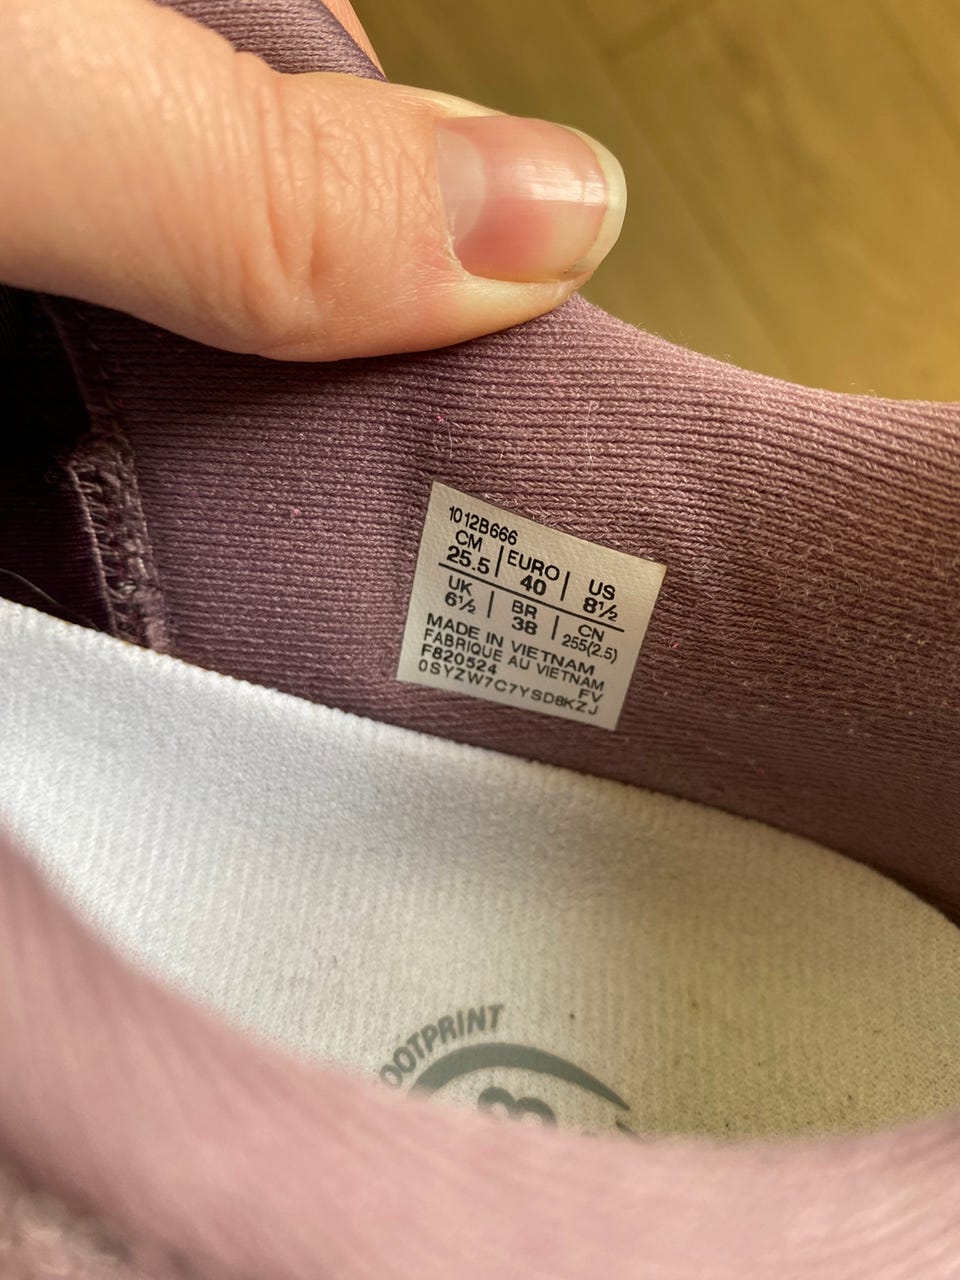 1012B666
CM | EURO | US
25.5 | 40 | 8½
UK | BR | CN
6½ | 38 | 255(2.5)
MADE IN VIETNAM
FABRIQUE AU VIETNAM
F820524 FV
0SYZW7C7YSD8KZJ
OOTPRINT